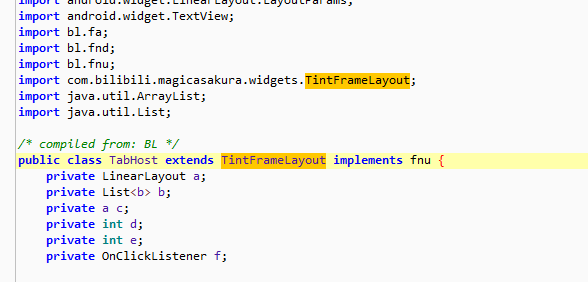 import android.widget.LinearLayout.LayoutParams;
import android.widget.TextView;
import bl.fa;
import bl.fnd;
import bl.fnu;
import com.bilibili.magicasakura.widgets.TintFrameLayout;
import java.util.ArrayList;
import java.util.List;
/* compiled from: BL */
public class TabHost extends TintFrameLayout implements fnu {
private LinearLayout a;
private List<b> b;
private a c;
private int d;
private int e;
private OnClickListener f;